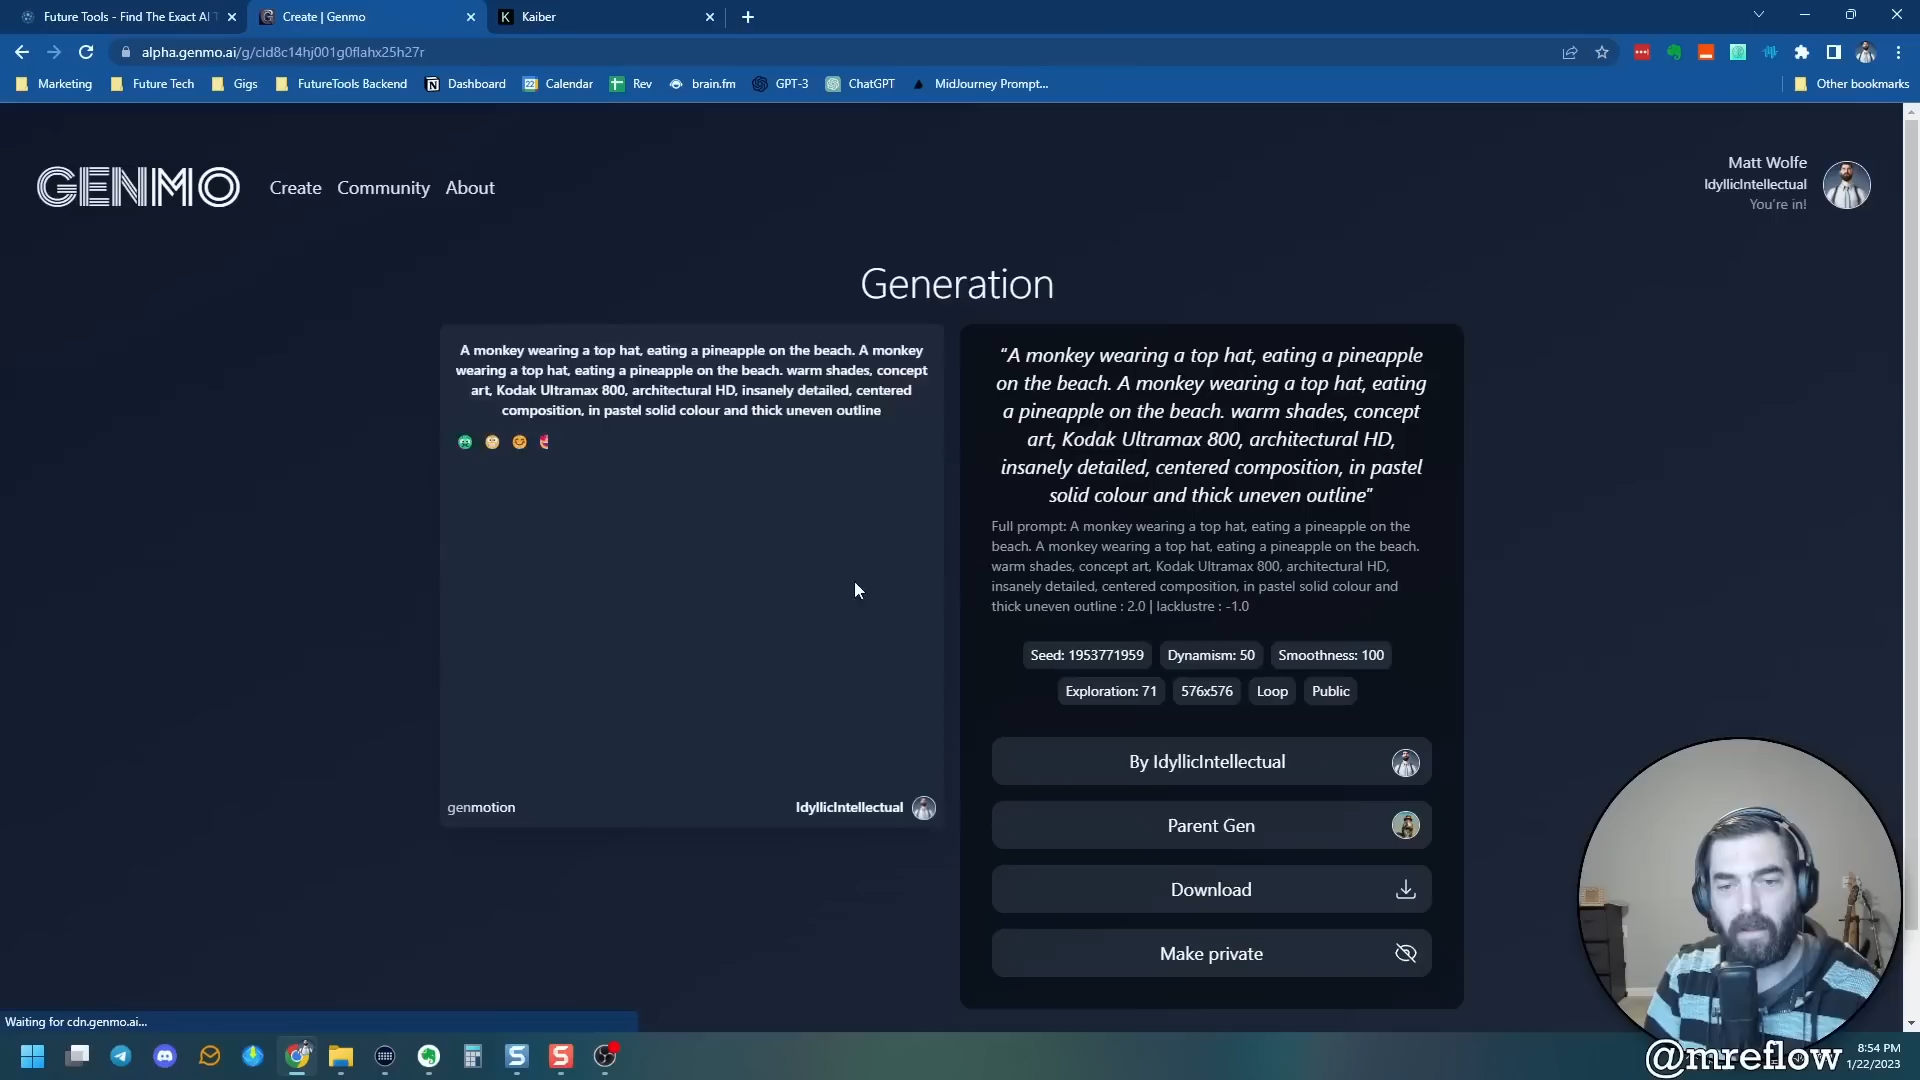 Future Tools - Find The Exact AI T
Create | Genmo
Kaiber
alpha.genmo.ai/g/cld8c14hj001g0flahx25h27r
Marketing
Future Tech
Gigs
FutureTools Backend
Dashboard
Calendar
Rev
brain.fm
GPT-3
ChatGPT
MidJourney Prompt...
Other bookmarks
GENMO
Create Community About
Matt Wolfe
IdyllicIntellectual
You're in!
Generation
A monkey wearing a top hat, eating a pineapple on the beach. A monkey
wearing a top hat, eating a pineapple on the beach. warm shades, concept
art, Kodak Ultramax 800, architectural HD, insanely detailed, centered
composition, in pastel solid colour and thick uneven outline
genmotion
IdyllicIntellectual
“A monkey wearing a top hat, eating a pineapple
on the beach. A monkey wearing a top hat, eating
a pineapple on the beach. warm shades, concept
art, Kodak Ultramax 800, architectural HD,
insanely detailed, centered composition, in pastel
solid colour and thick uneven outline”
Full prompt: A monkey wearing a top hat, eating a pineapple on the
beach. A monkey wearing a top hat, eating a pineapple on the beach.
warm shades, concept art, Kodak Ultramax 800, architectural HD,
insanely detailed, centered composition, in pastel solid colour and
thick uneven outline : 2.0 | lacklustre : -1.0
Seed: 1953771959 Dynamism: 50 Smoothness: 100
Exploration: 71 576x576 Loop Public
By IdyllicIntellectual
Parent Gen
Download
Make private
Waiting for cdn.genmo.ai...
@mreflow
8:54 PM
1/22/2023